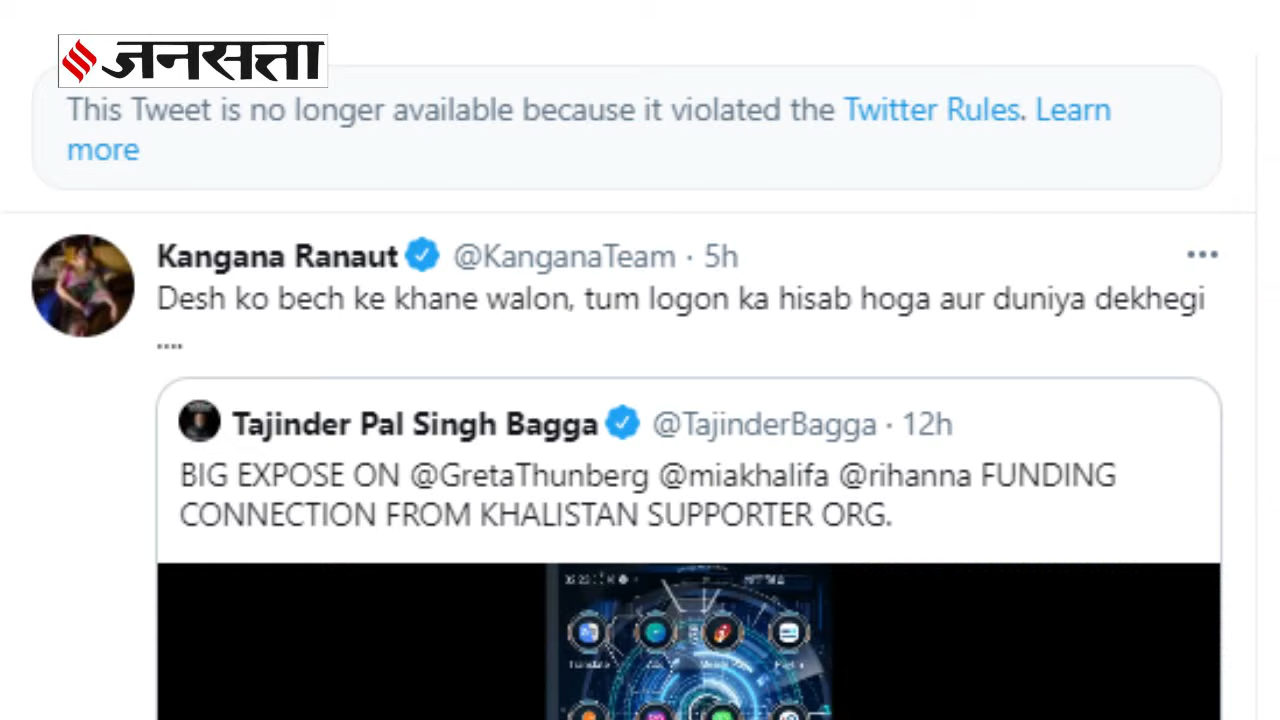 जनसत्ता
This Tweet is no longer available because it violated the Twitter Rules. Learn
more
Kangana Ranaut @KanganaTeam · 5h
Desh ko bech ke khane walon, tum logon ka hisab hoga aur duniya dekhegi
....
Tajinder Pal Singh Bagga @TajinderBagga · 12h
BIG EXPOSE ON @GretaThunberg @miakhalifa @rihanna FUNDING
CONNECTION FROM KHALISTAN SUPPORTER ORG.
Translate